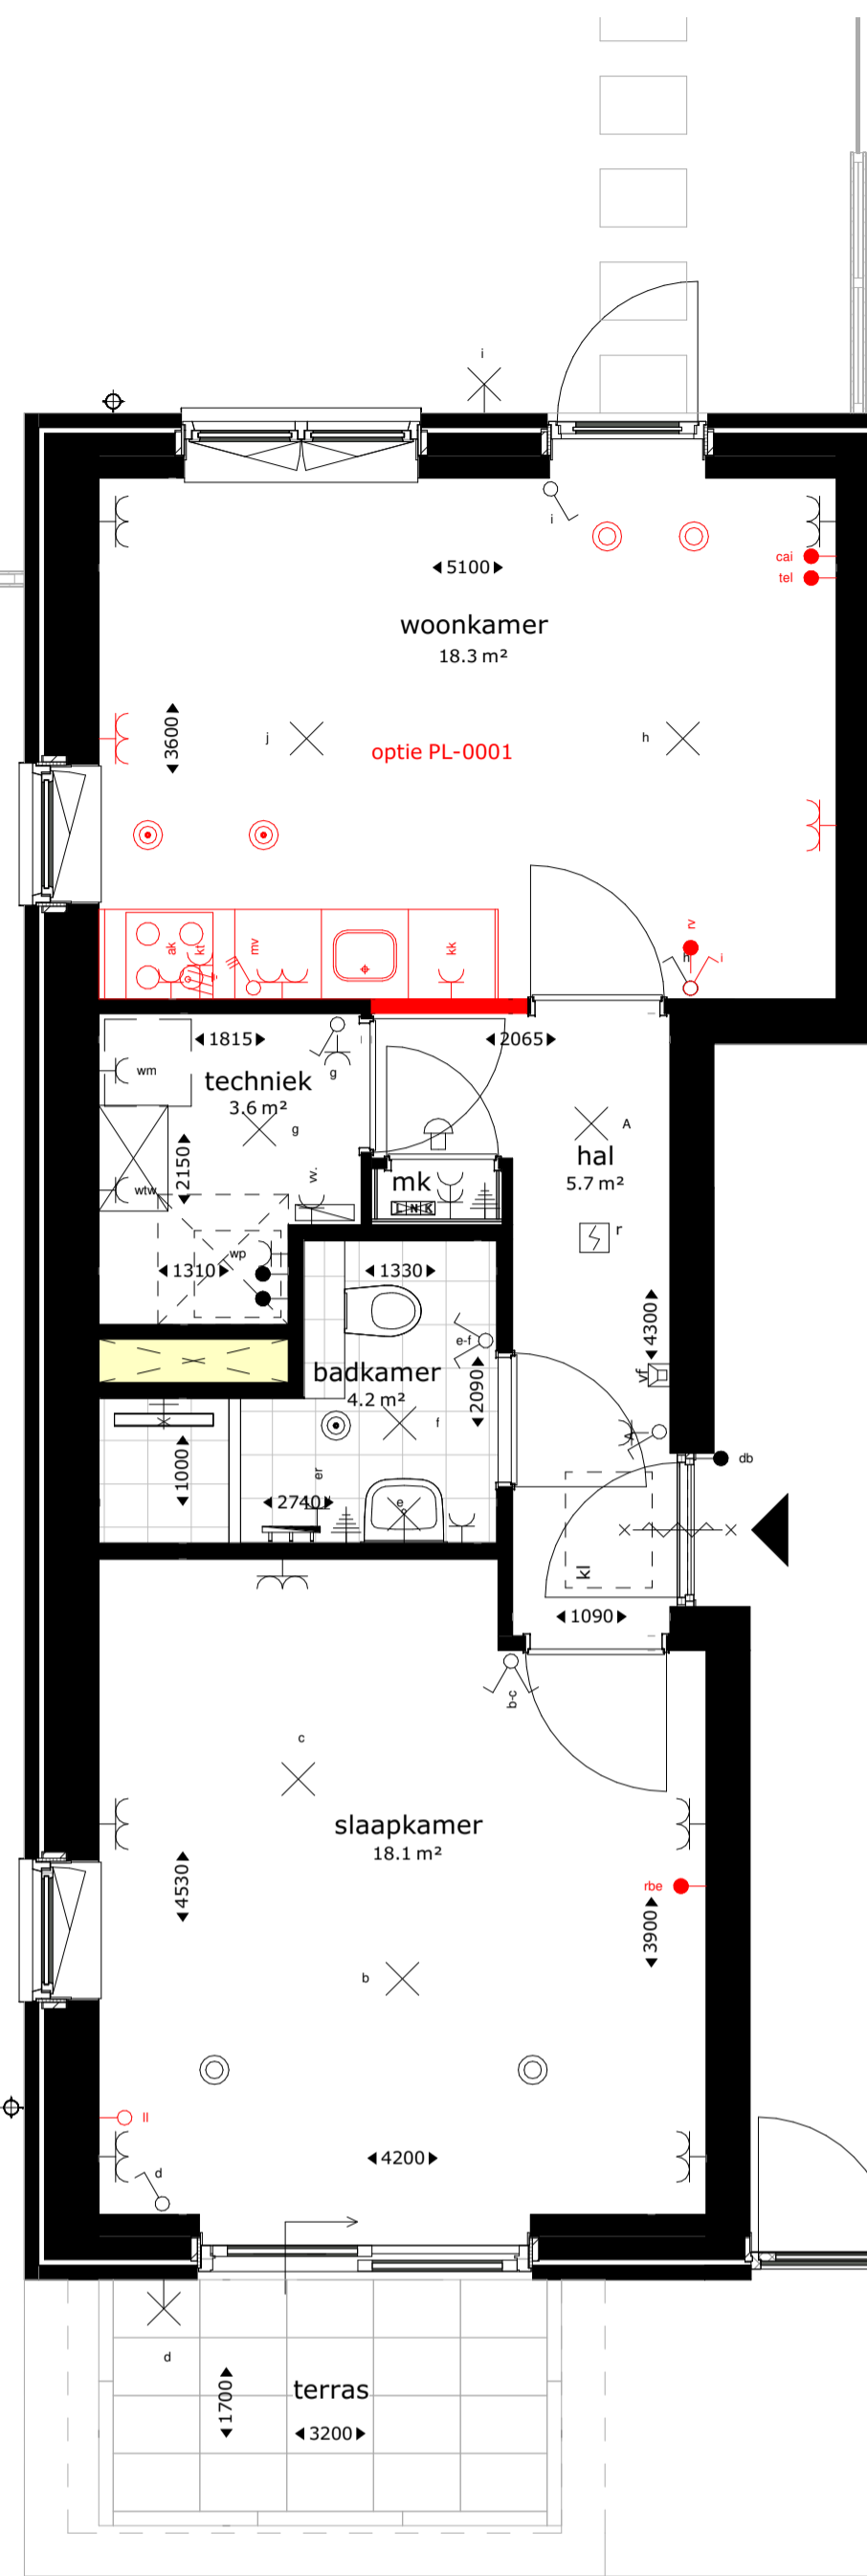 i
i
cai
5100
tel
woonkamer
18.3 m²
3600
j
h
optie PL-0001
rv
ak
kt
mv
kk
h
i
1815
2065
wm
g
techniek
3.6 m²
g
A
hal
5.7 m²
2150
wtw
vv.
mk
LNK
r
wp
1310
1330
4300
e-f
badkamer
4.2 m²
2090
vf
f
A
1000
er
db
2740
e
kl
1090
b-c
c
slaapkamer
18.1 m²
4530
rbe
3900
b
ll
4200
d
d
terras
1700
3200